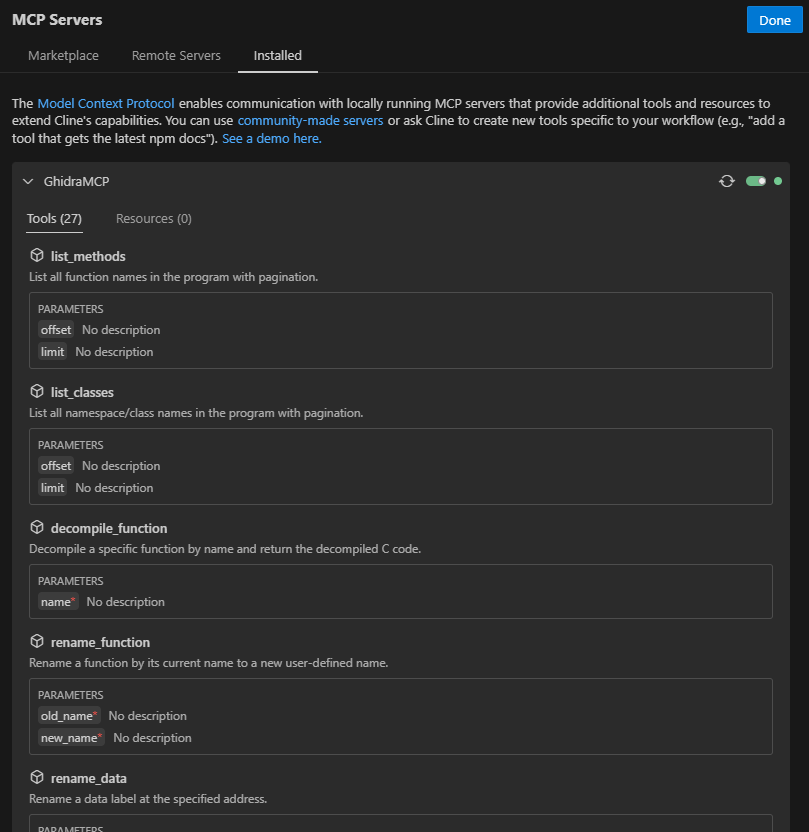 MCP Servers
Done
Marketplace Remote Servers Installed
The Model Context Protocol enables communication with locally running MCP servers that provide additional tools and resources to
extend Cline's capabilities. You can use community-made servers or ask Cline to create new tools specific to your workflow (e.g., "add a
tool that gets the latest npm docs"). See a demo here.
GhidraMCP
Tools (27) Resources (0)
list_methods
List all function names in the program with pagination.
PARAMETERS
offset No description
limit No description
list_classes
List all namespace/class names in the program with pagination.
PARAMETERS
offset No description
limit No description
decompile_function
Decompile a specific function by name and return the decompiled C code.
PARAMETERS
name* No description
rename_function
Rename a function by its current name to a new user-defined name.
PARAMETERS
old_name* No description
new_name* No description
rename_data
Rename a data label at the specified address.
PARAMETERS